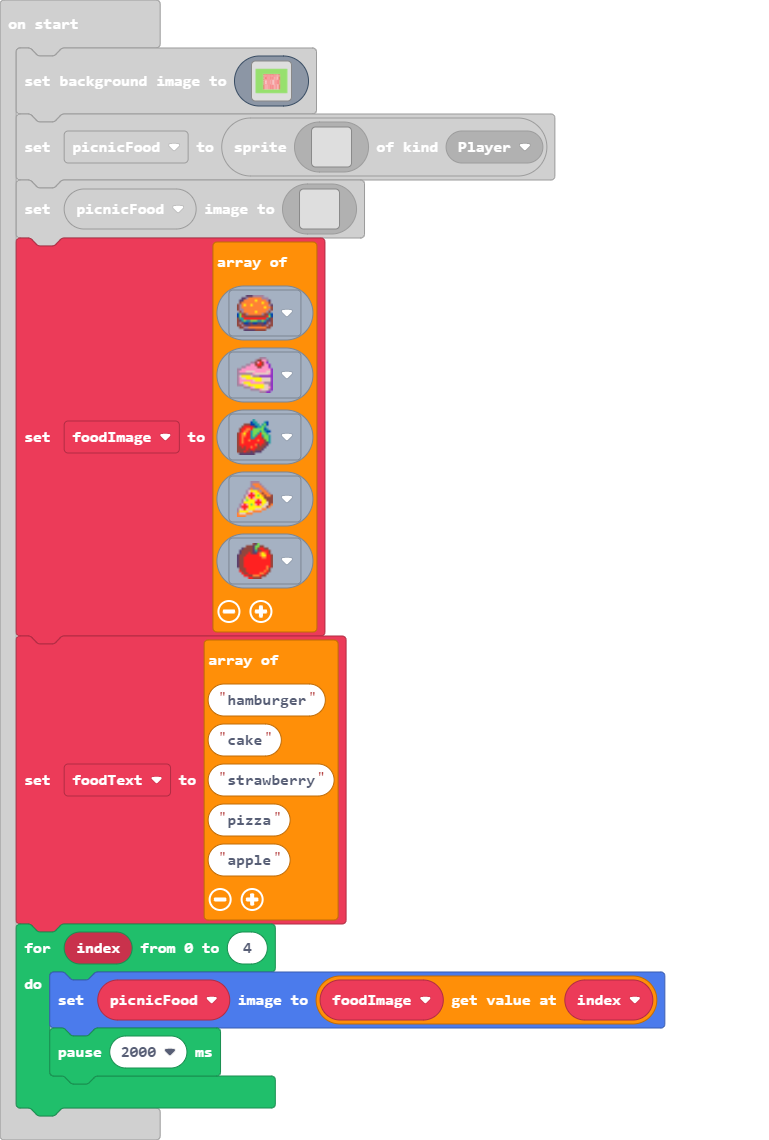 on start
set background image to
set picnicFood to sprite of kind Player
set picnicFood image to
array of
set foodImage to
array of
"hamburger"
"cake"
"strawberry"
set foodText to
"pizza"
"apple"
for index from 0 to 4
do
set picnicFood image to foodImage get value at index
pause 2000 ms